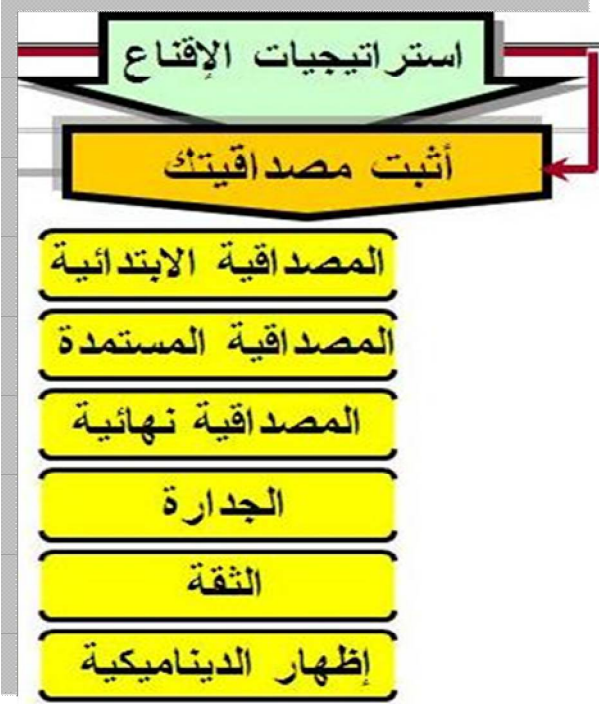 استراتيجيات الإقناع
أثبت مصداقيتك
المصداقية الابتدائية
المصداقية المستمدة
المصداقية نهائية
الجدارة
الثقة
إظهار الديناميكية